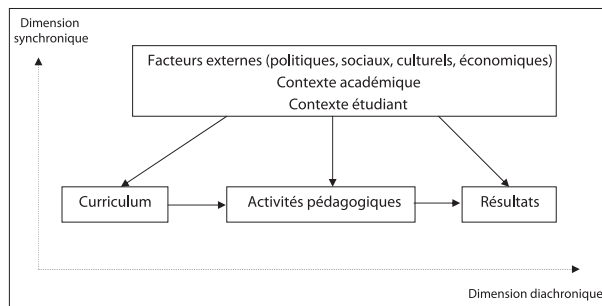 Dimension
synchronique
Facteurs externes (politiques, sociaux, culturels, économiques)
Contexte académique
Contexte étudiant
Curriculum
Activités pédagogiques
Résultats
Dimension diachronique